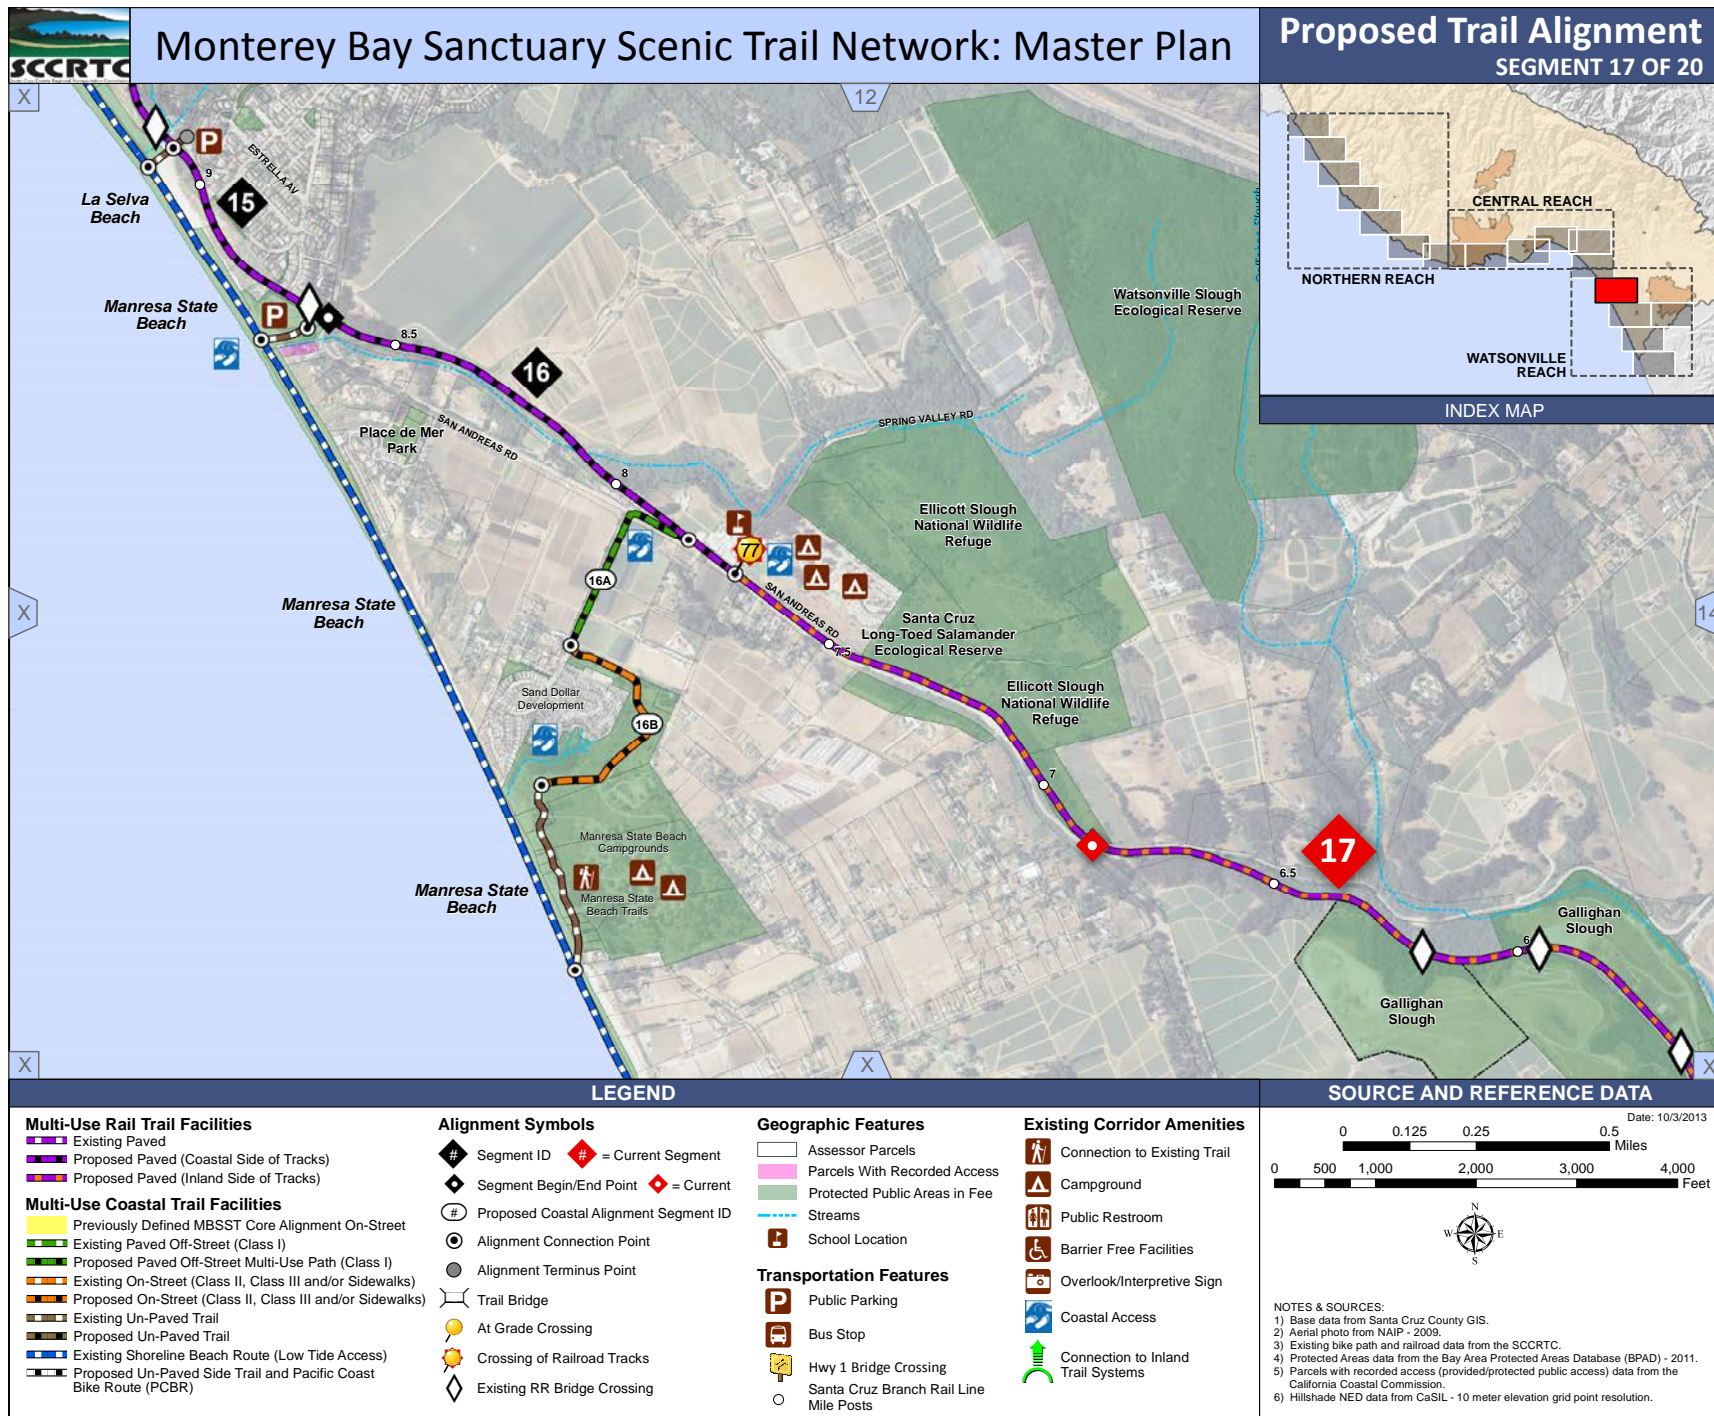 SCCRTC
Monterey Bay Sanctuary Scenic Trail Network: Master Plan
Proposed Trail Alignment
SEGMENT 17 OF 20
X
12
ESTRELLA AV
9
La Selva
Beach
15
Manresa State
Beach
8.5
16
Watsonville Slough
Ecological Reserve
SPRING VALLEY RD
SAN ANDREAS RD
Place de Mer
Park
8
Ellicott Slough
National Wildlife
Refuge
77
16A
X
Manresa State
Beach
SAN ANDREAS RD
7.5
Santa Cruz
Long-Toed Salamander
Ecological Reserve
14
Ellicott Slough
National Wildlife
Refuge
Sand Dollar
Development
16B
7
Manresa State Beach
Campgrounds
Manresa State
Beach Trails
Manresa State
Beach
17
6.5
6
Gallighan
Slough
Gallighan
Slough
X
X
X
CENTRAL REACH
NORTHERN REACH
WATSONVILLE
REACH
INDEX MAP
LEGEND
Multi-Use Rail Trail Facilities
Existing Paved
Proposed Paved (Coastal Side of Tracks)
Proposed Paved (Inland Side of Tracks)
Multi-Use Coastal Trail Facilities
Previously Defined MBSST Core Alignment On-Street
Existing Paved Off-Street (Class I)
Proposed Paved Off-Street Multi-Use Path (Class I)
Existing On-Street (Class II, Class III and/or Sidewalks)
Proposed On-Street (Class II, Class III and/or Sidewalks)
Existing Un-Paved Trail
Proposed Un-Paved Trail
Existing Shoreline Beach Route (Low Tide Access)
Proposed Un-Paved Side Trail and Pacific Coast
Bike Route (PCBR)
Alignment Symbols
# Segment ID # = Current Segment
Segment Begin/End Point = Current
# Proposed Coastal Alignment Segment ID
Alignment Connection Point
Alignment Terminus Point
Trail Bridge
At Grade Crossing
Crossing of Railroad Tracks
Existing RR Bridge Crossing
Geographic Features
Assessor Parcels
Parcels With Recorded Access
Protected Public Areas in Fee
Streams
School Location
Transportation Features
P Public Parking
Bus Stop
Hwy 1 Bridge Crossing
Santa Cruz Branch Rail Line
Mile Posts
Existing Corridor Amenities
Connection to Existing Trail
Campground
Public Restroom
Barrier Free Facilities
Overlook/Interpretive Sign
Coastal Access
Connection to Inland
Trail Systems
SOURCE AND REFERENCE DATA
Date: 10/3/2013
0 0.125 0.25 0.5
Miles
0 500 1,000 2,000 3,000 4,000
Feet
N
W E
S
NOTES & SOURCES:
1) Base data from Santa Cruz County GIS.
2) Aerial photo from NAIP - 2009.
3) Existing bike path and railroad data from the SCCRTC.
4) Protected Areas data from the Bay Area Protected Areas Database (BPAD) - 2011.
5) Parcels with recorded access (provided/protected public access) data from the
California Coastal Commission.
6) Hillshade NED data from CaSIL - 10 meter elevation grid point resolution.